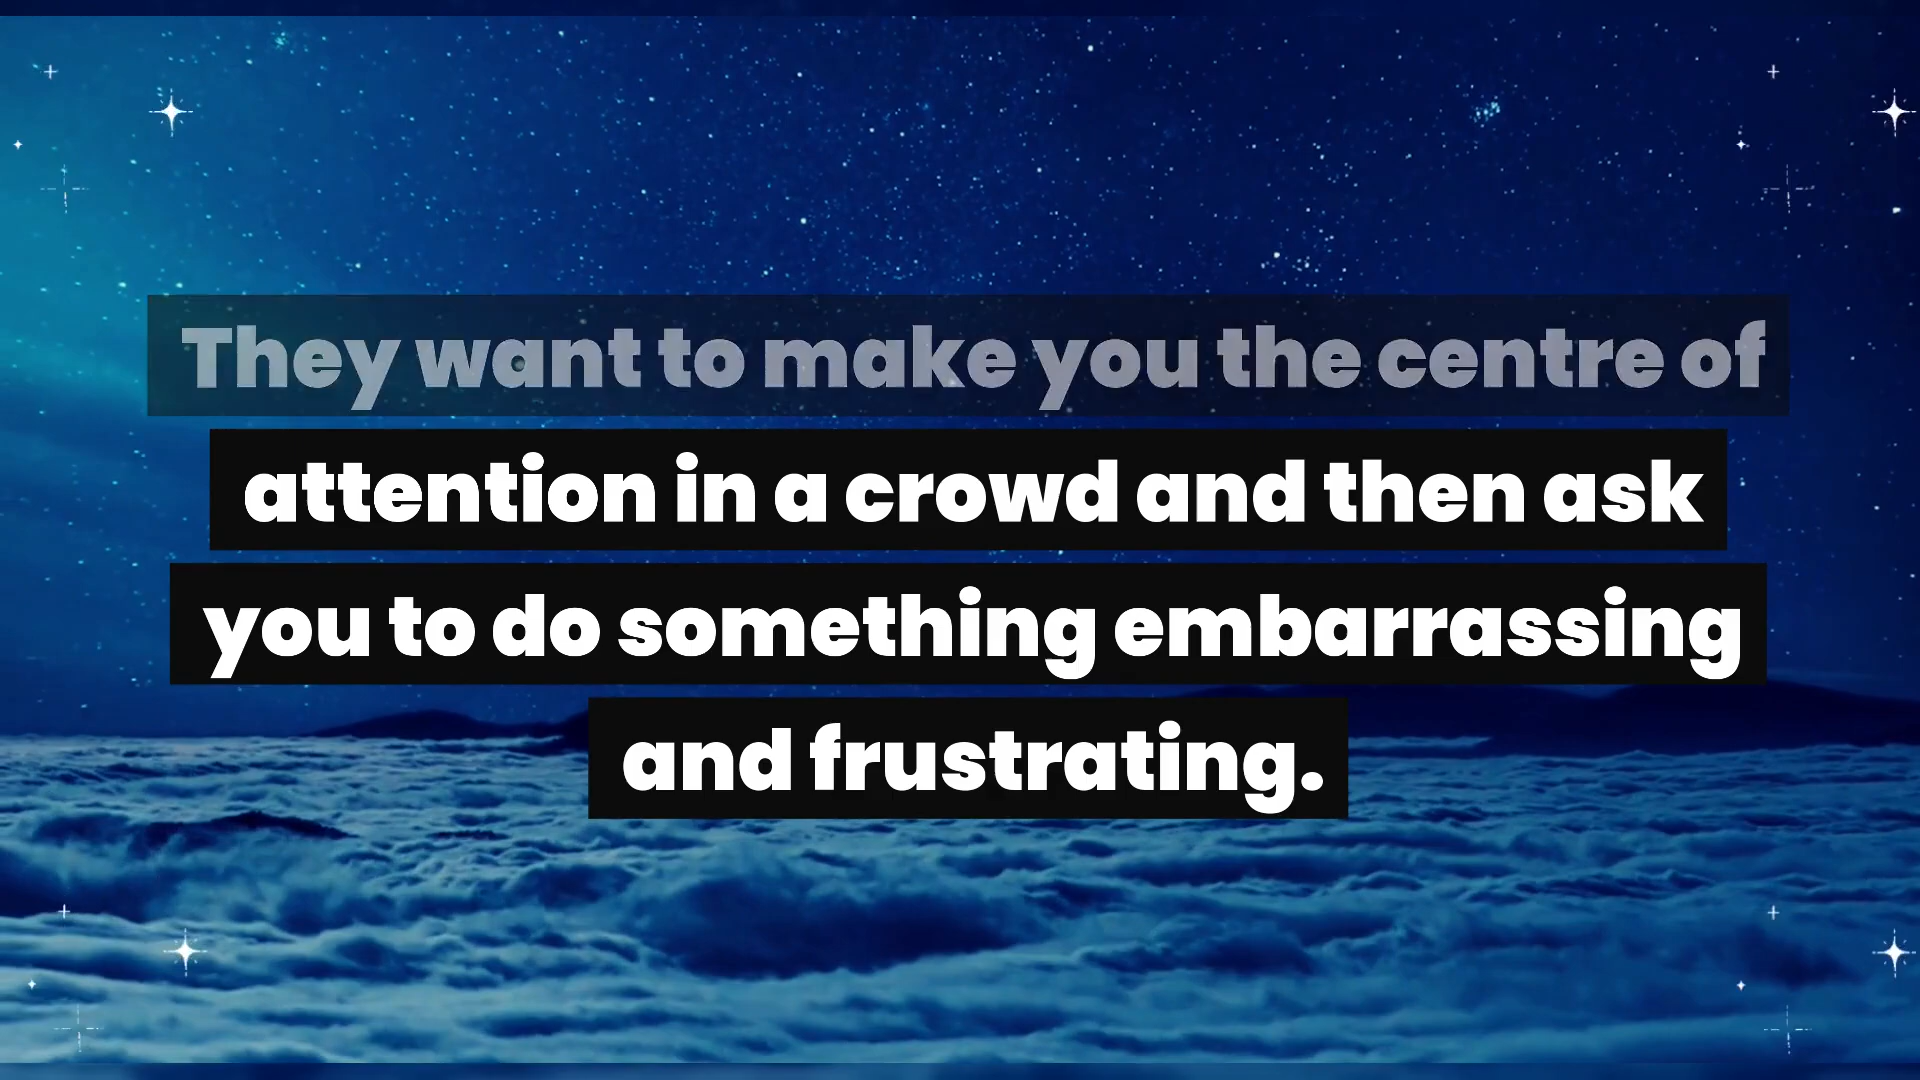 They want to make you the centre of
attention in a crowd and then ask
you to do something embarrassing
and frustrating.